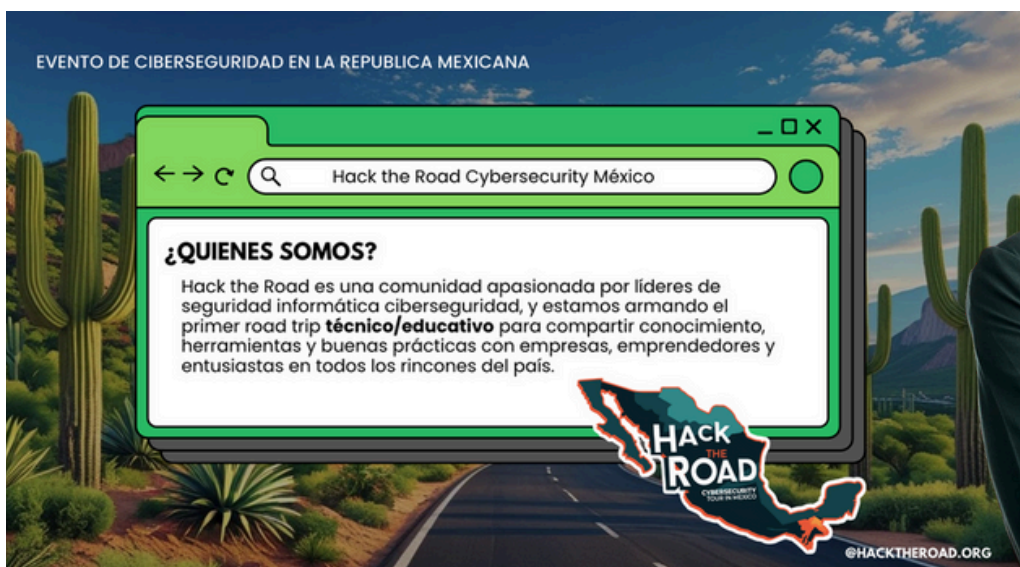 EVENTO DE CIBERSEGURIDAD EN LA REPUBLICA MEXICANA
Hack the Road Cybersecurity México
¿QUIENES SOMOS?
Hack the Road es una comunidad apasionada por líderes de
seguridad informática ciberseguridad, y estamos armando el
primer road trip técnico/educativo para compartir conocimiento,
herramientas y buenas prácticas con empresas, emprendedores y
entusiastas en todos los rincones del país.
HACK
THE
ROAD
CYBERSECURITY
TOUR IN MEXICO
@HACKTHEROAD.ORG